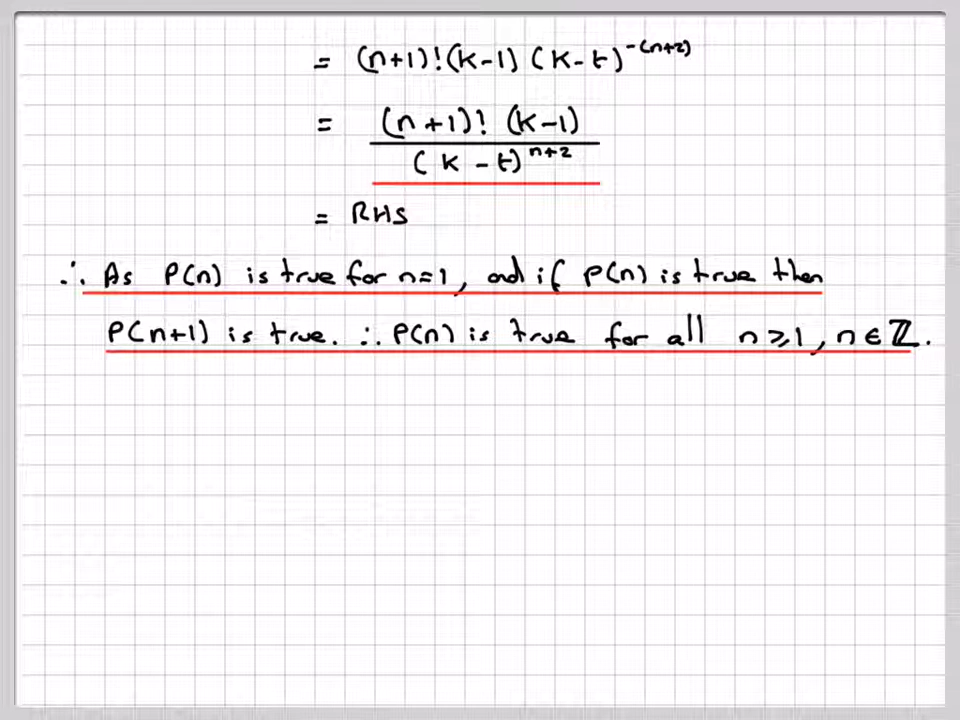 = (n+1)!(k-1)(k-t)^{-(n+2)}
= \frac{(n+1)!(k-1)}{(k-t)^{n+2}}
= RHS
∴ As P(n) is true for n=1, and if P(n) is true then
P(n+1) is true. ∴ P(n) is true for all n⩾1, n∈ℤ.